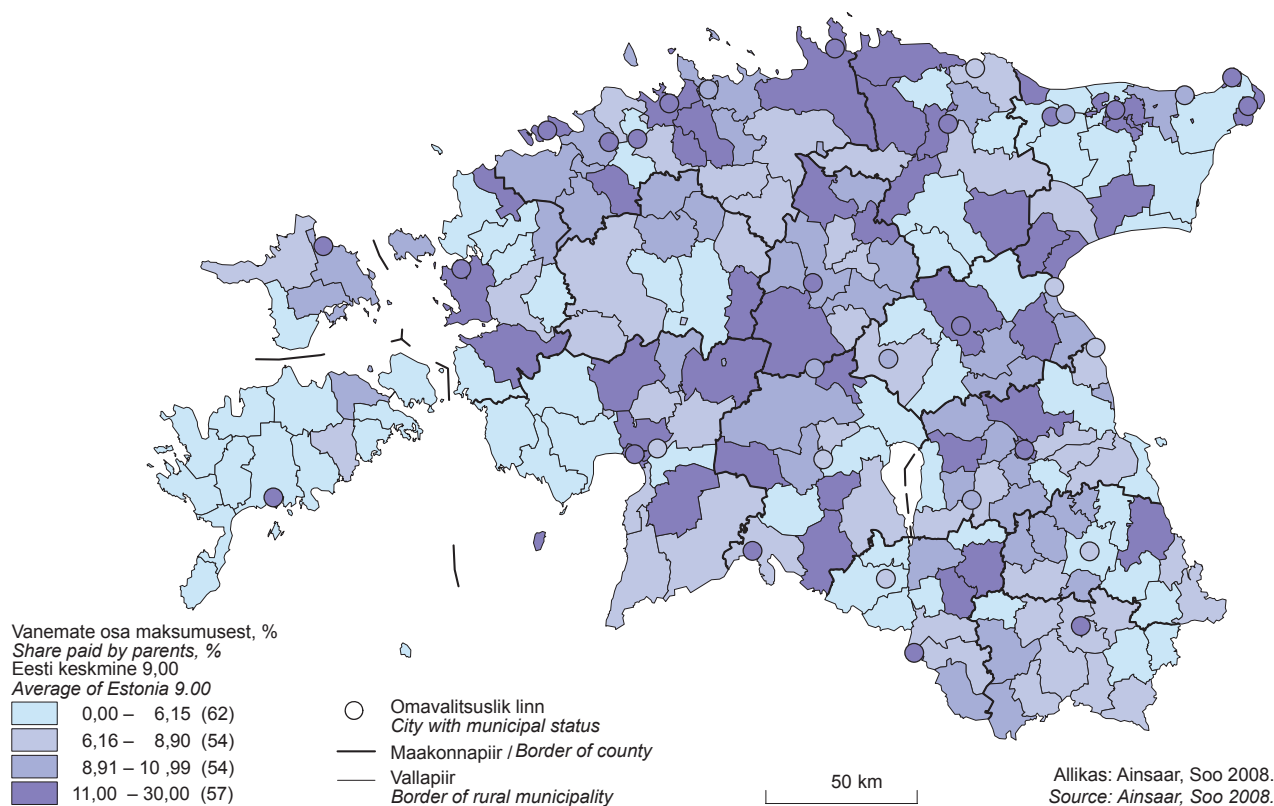 Vanemate osa maksumusest, %
Share paid by parents, %
Eesti keskmine 9,00
Average of Estonia 9.00
0,00 – 6,15 (62)
6,16 – 8,90 (54)
8,91 – 10 ,99 (54)
11,00 – 30,00 (57)
Omavalitsuslik linn
City with municipal status
Maakonnapiir / Border of county
Vallapiir
Border of rural municipality
50 km
Allikas: Ainsaar, Soo 2008.
Source: Ainsaar, Soo 2008.